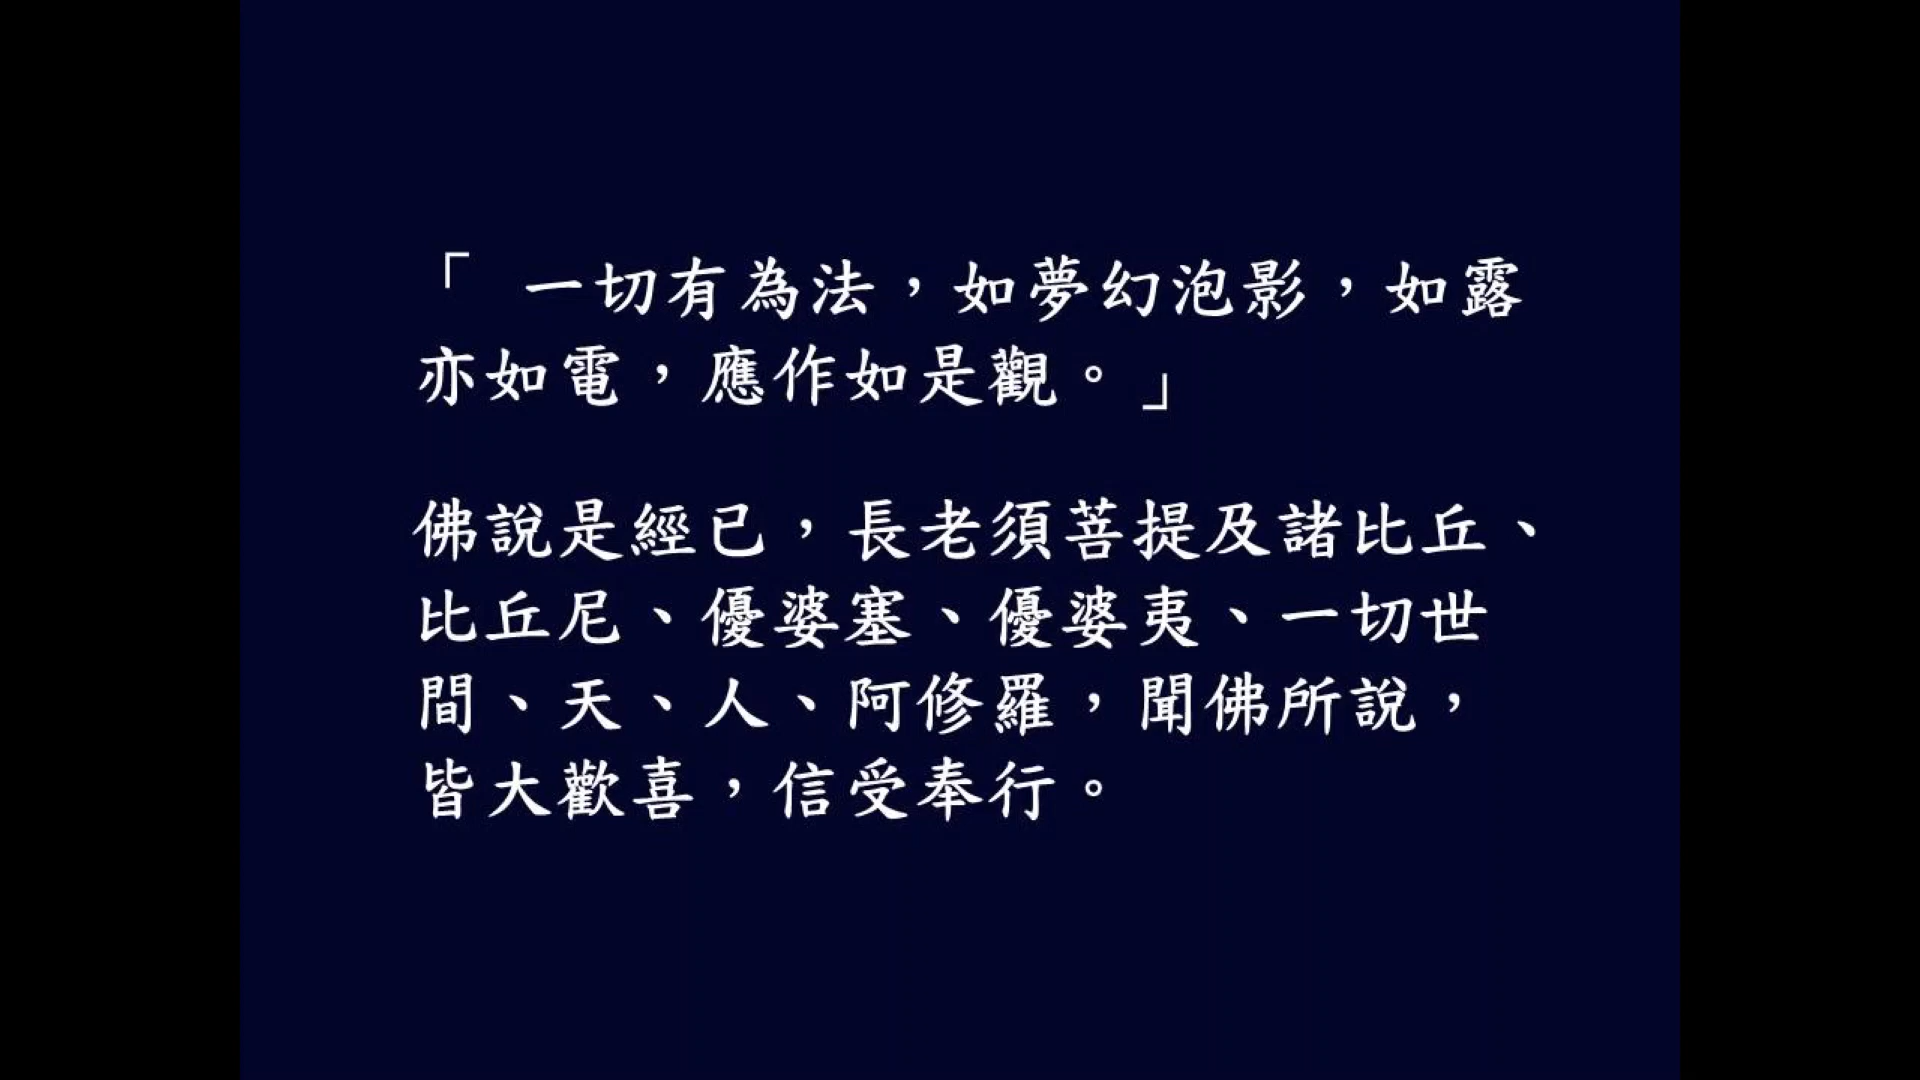 「 一切有為法，如夢幻泡影，如露
亦如電，應作如是觀。」
佛說是經已，長老須菩提及諸比丘、
比丘尼、優婆塞、優婆夷、一切世
間、天、人、阿修羅，聞佛所說，
皆大歡喜，信受奉行。